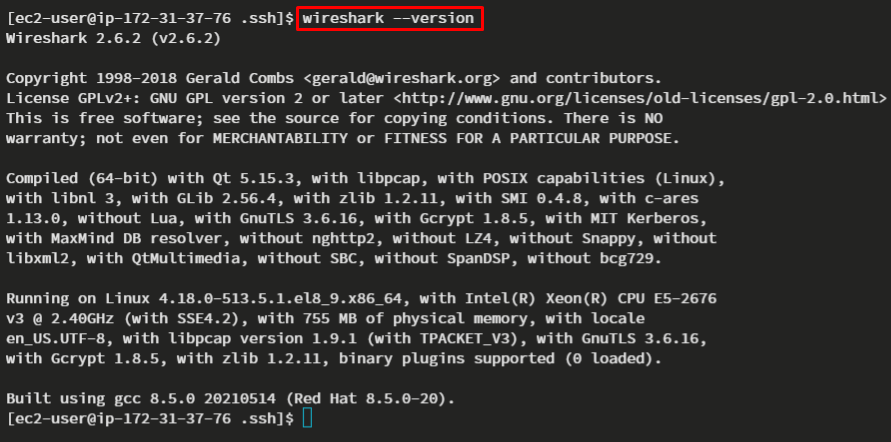 [ec2-user@ip-172-31-37-76 .ssh]$ wireshark --version
Wireshark 2.6.2 (v2.6.2)
Copyright 1998-2018 Gerald Combs <gerald@wireshark.org> and contributors.
License GPLv2+: GNU GPL version 2 or later <http://www.gnu.org/licenses/old-licenses/gpl-2.0.html>
This is free software; see the source for copying conditions. There is NO
warranty; not even for MERCHANTABILITY or FITNESS FOR A PARTICULAR PURPOSE.
Compiled (64-bit) with Qt 5.15.3, with libpcap, with POSIX capabilities (Linux),
with libnl 3, with GLib 2.56.4, with zlib 1.2.11, with SMI 0.4.8, with c-ares
1.13.0, without Lua, with GnuTLS 3.6.16, with Gcrypt 1.8.5, with MIT Kerberos,
with MaxMind DB resolver, without nghttp2, without LZ4, without Snappy, without
libxml2, with QtMultimedia, without SBC, without SpanDSP, without bcg729.
Running on Linux 4.18.0-513.5.1.el8_9.x86_64, with Intel(R) Xeon(R) CPU E5-2676
v3 @ 2.40GHz (with SSE4.2), with 755 MB of physical memory, with locale
en_US.UTF-8, with libpcap version 1.9.1 (with TPACKET_V3), with GnuTLS 3.6.16,
with Gcrypt 1.8.5, with zlib 1.2.11, binary plugins supported (0 loaded).
Built using gcc 8.5.0 20210514 (Red Hat 8.5.0-20).
[ec2-user@ip-172-31-37-76 .ssh]$